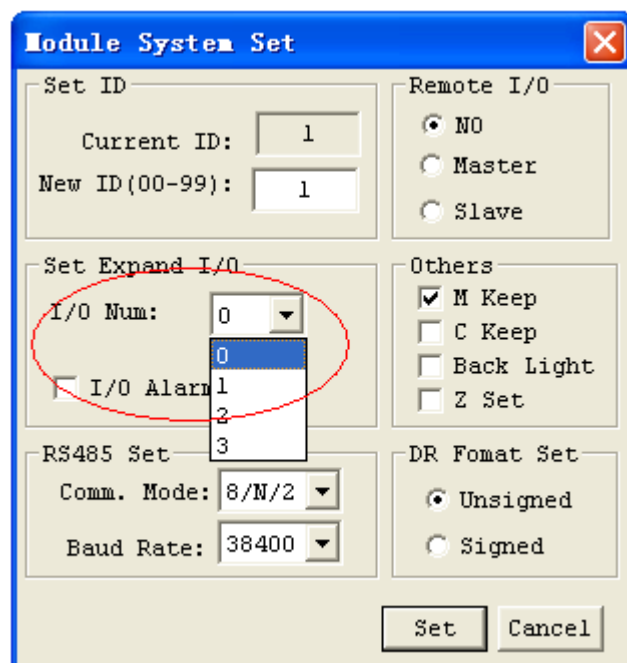 Module System Set
Set ID
Current ID: 1
New ID(00-99): 1
Remote I/O
NO
Master
Slave
Set Expand I/O
I/O Num: 0
0
1
2
3
I/O Alarm
Others
M Keep
C Keep
Back Light
Z Set
RS485 Set
Comm. Mode: 8/N/2
Baud Rate: 38400
DR Fomat Set
Unsigned
Signed
Set
Cancel